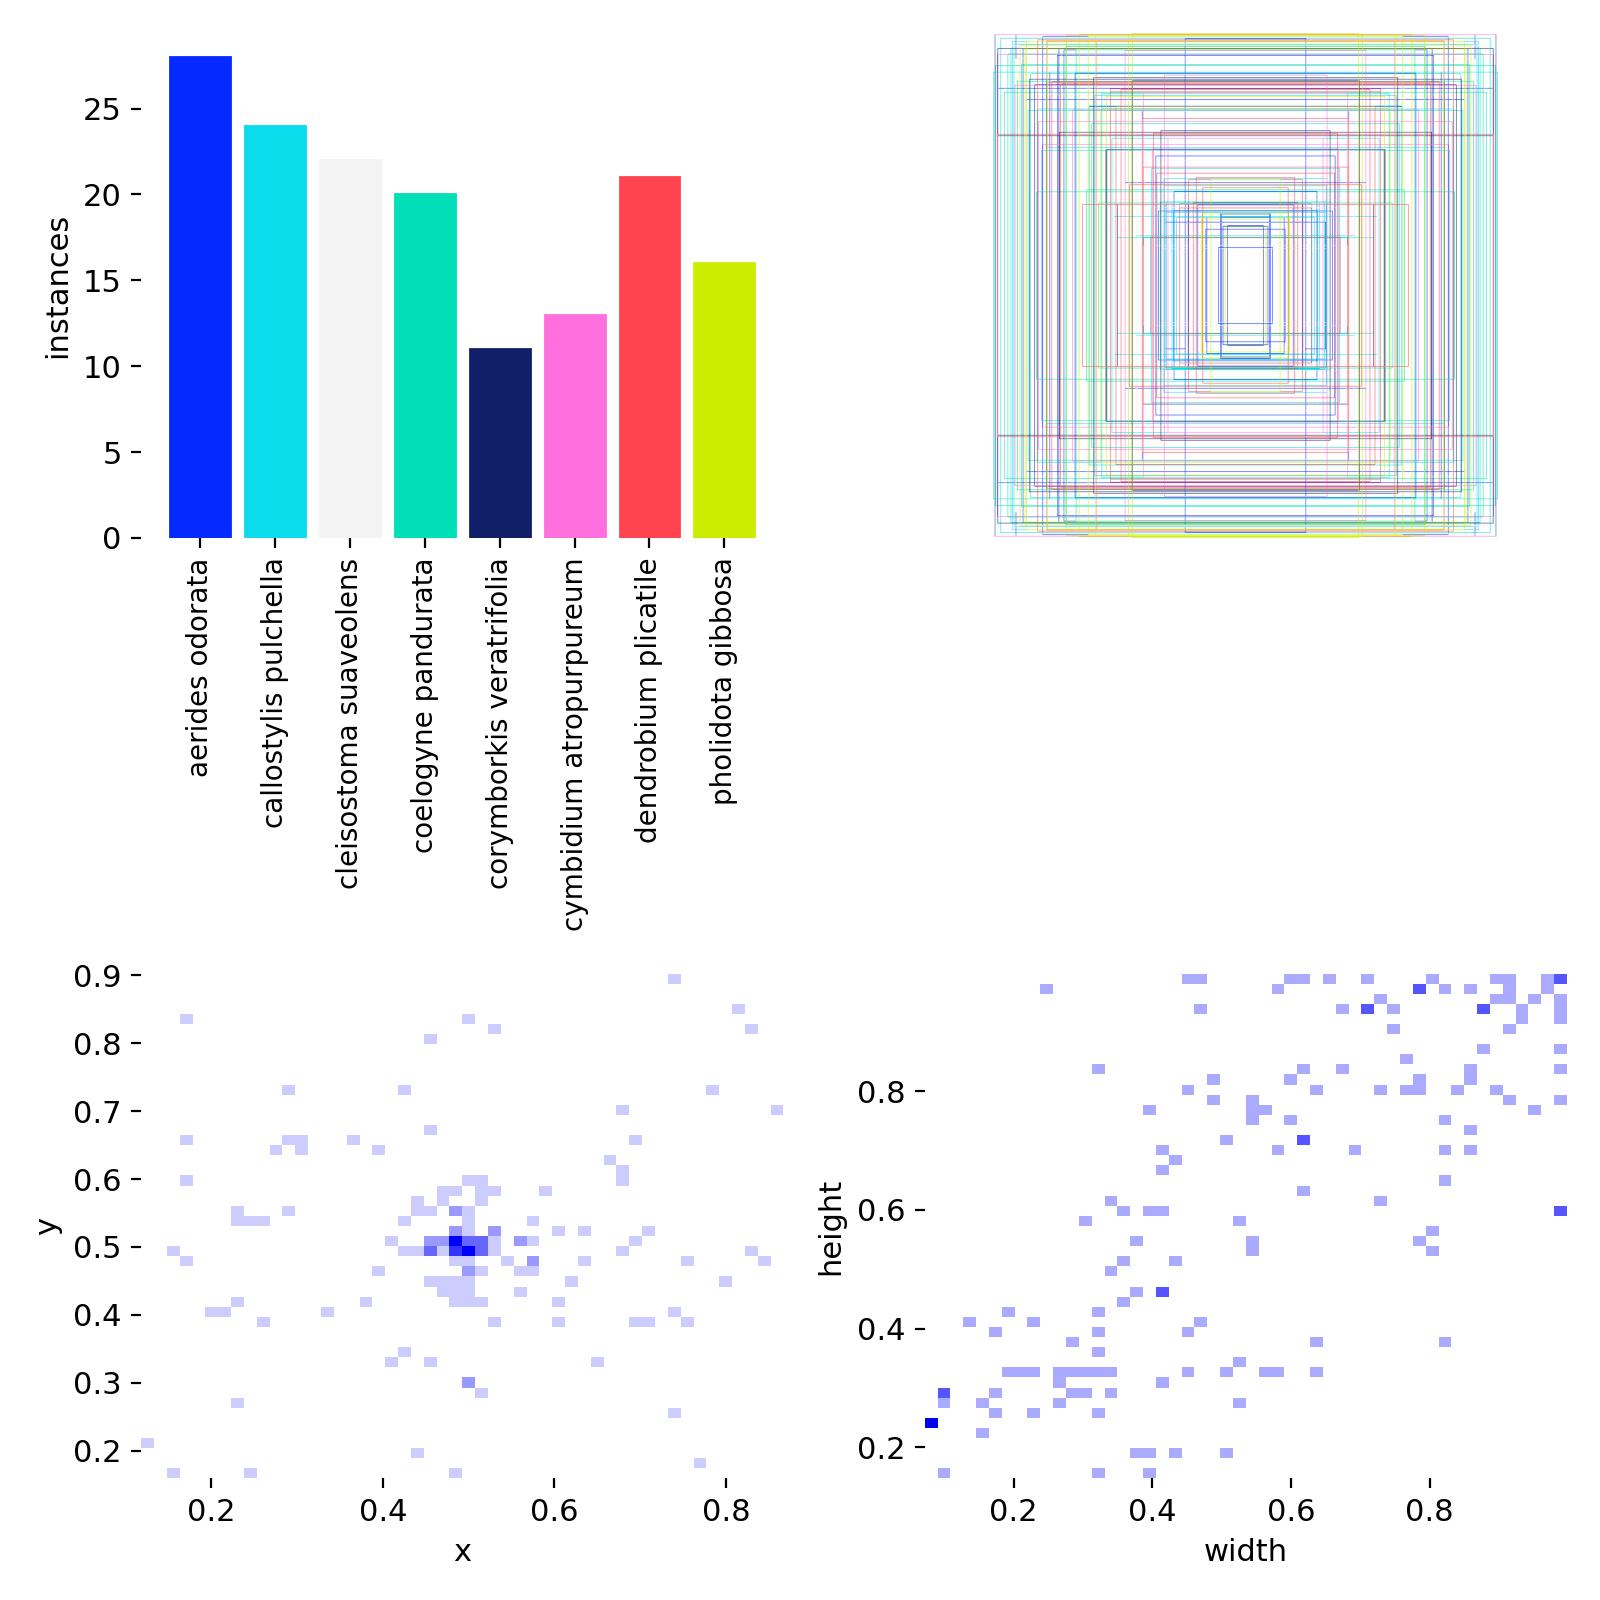 instances
25
20
15
10
5
0
aerides odorata
callostylis pulchella
cleisostoma suaveolens
coelogyne pandurata
corymborkis veratrifolia
cymbidium atropurpureum
dendrobium plicatile
pholidota gibbosa
y
0.9
0.8
0.7
0.6
0.5
0.4
0.3
0.2
0.2 0.4 0.6 0.8
x
height
0.8
0.6
0.4
0.2
0.2 0.4 0.6 0.8
width